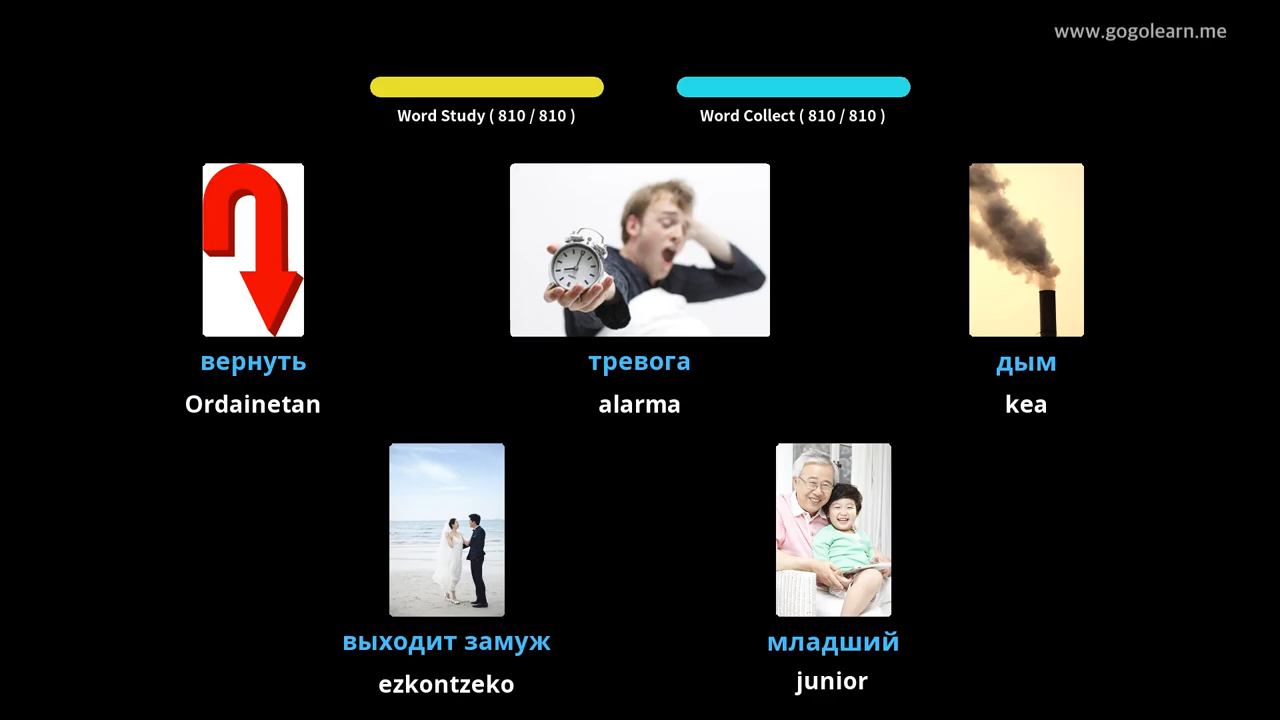 www.gogolearn.me
Word Study ( 810 / 810 )
Word Collect ( 810 / 810 )
вернуть
Ordainetan
тревога
alarma
дым
kea
выходит замуж
ezkontzeko
младший
junior